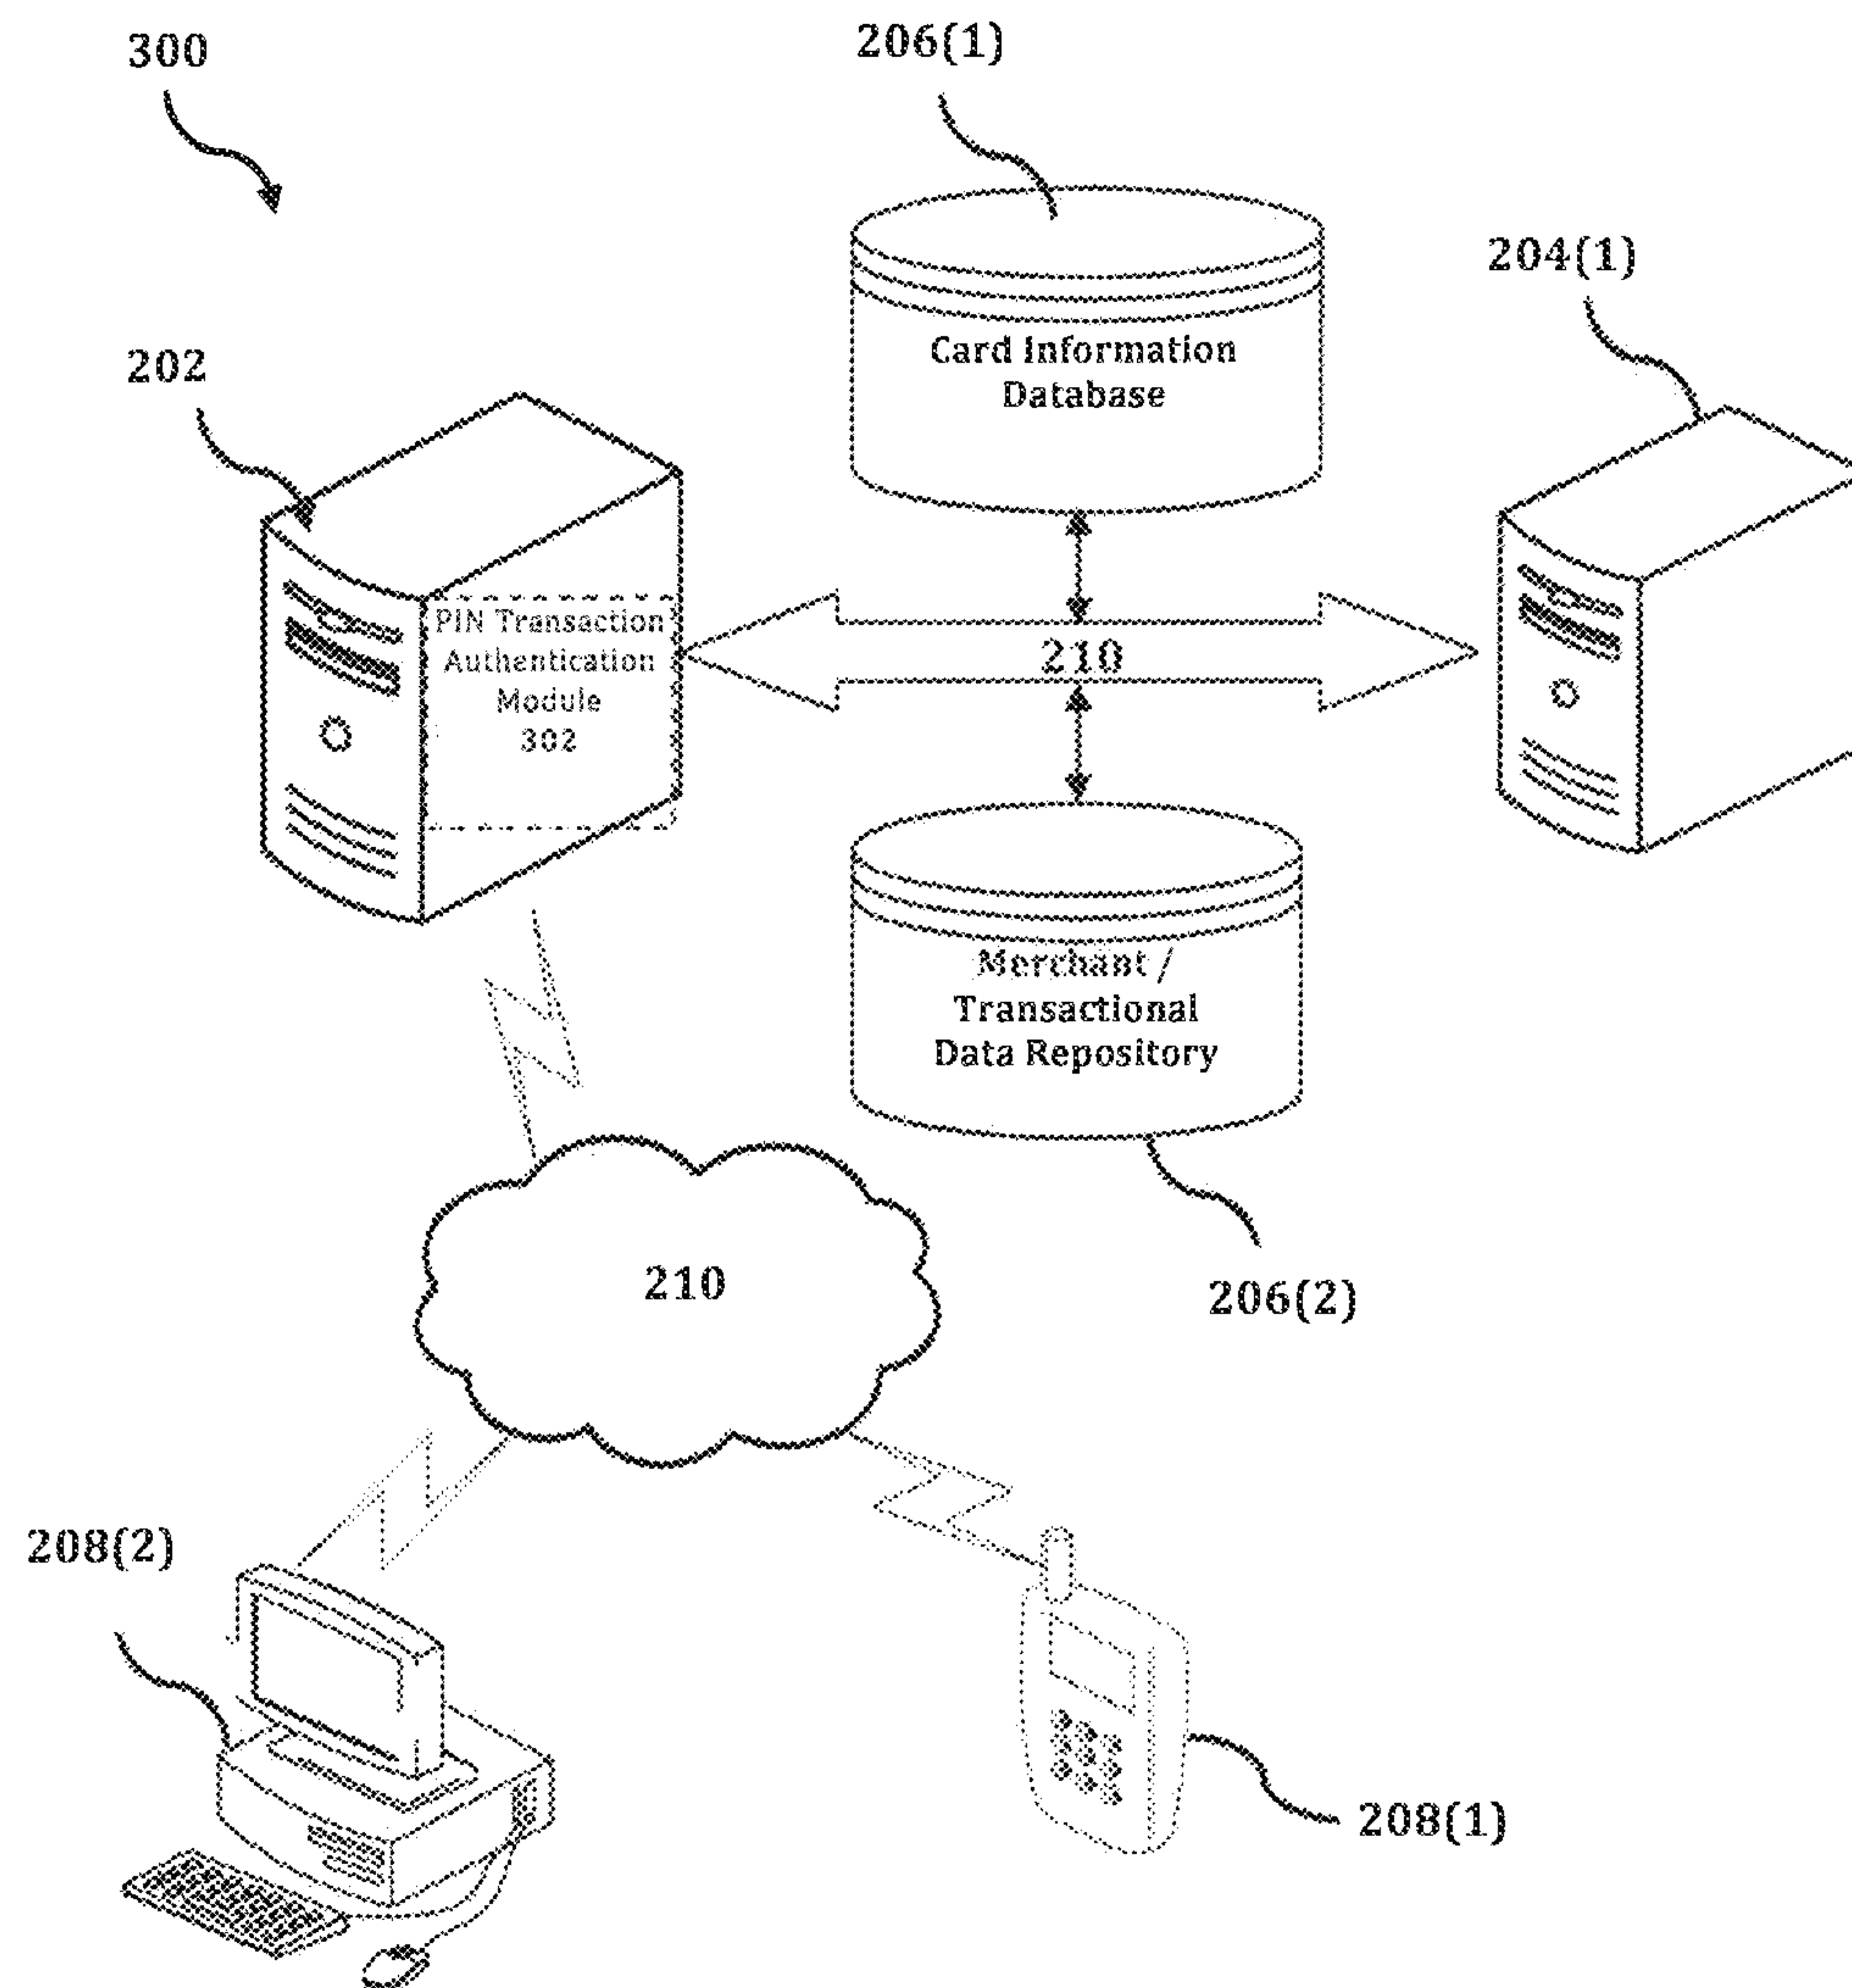 300
206(1)
204(1)
Card Information
Database
202
PIN Transaction
Authentication
Module
302
210
Merchant /
Transactional
Data Repository
206(2)
210
208(2)
208(1)